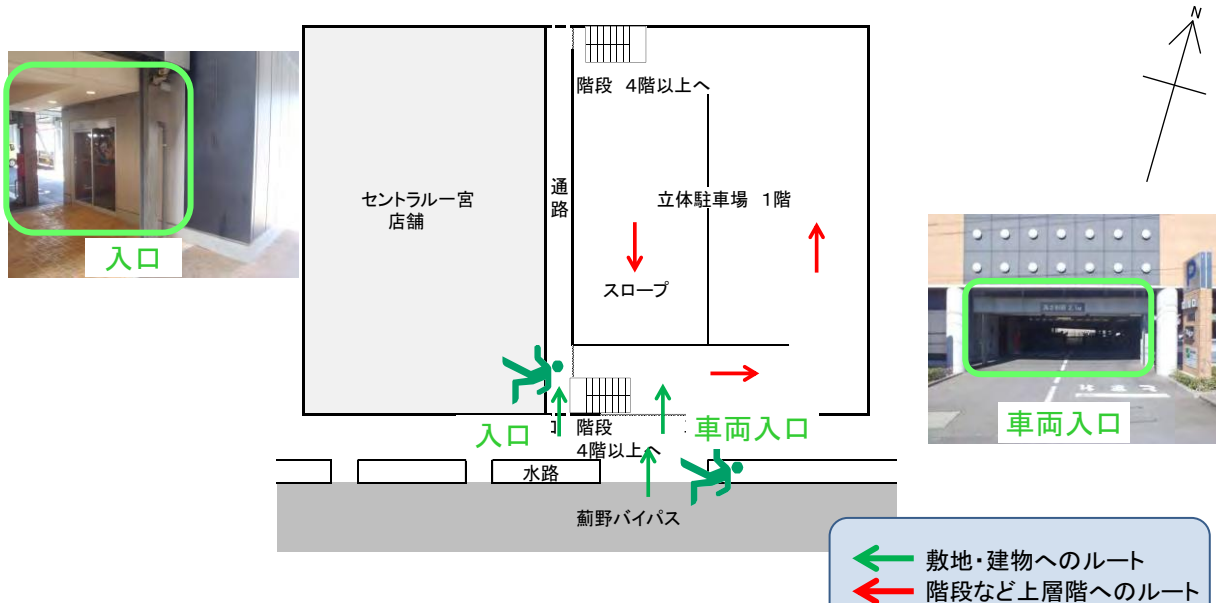 N
階段 4階以上へ
通路
セントラル一宮
店舗
立体駐車場 1階
スロープ
入口
P
車両入口
入口
階段
4階以上へ
車両入口
水路
薊野バイパス
敷地・建物へのルート
階段など上層階へのルート